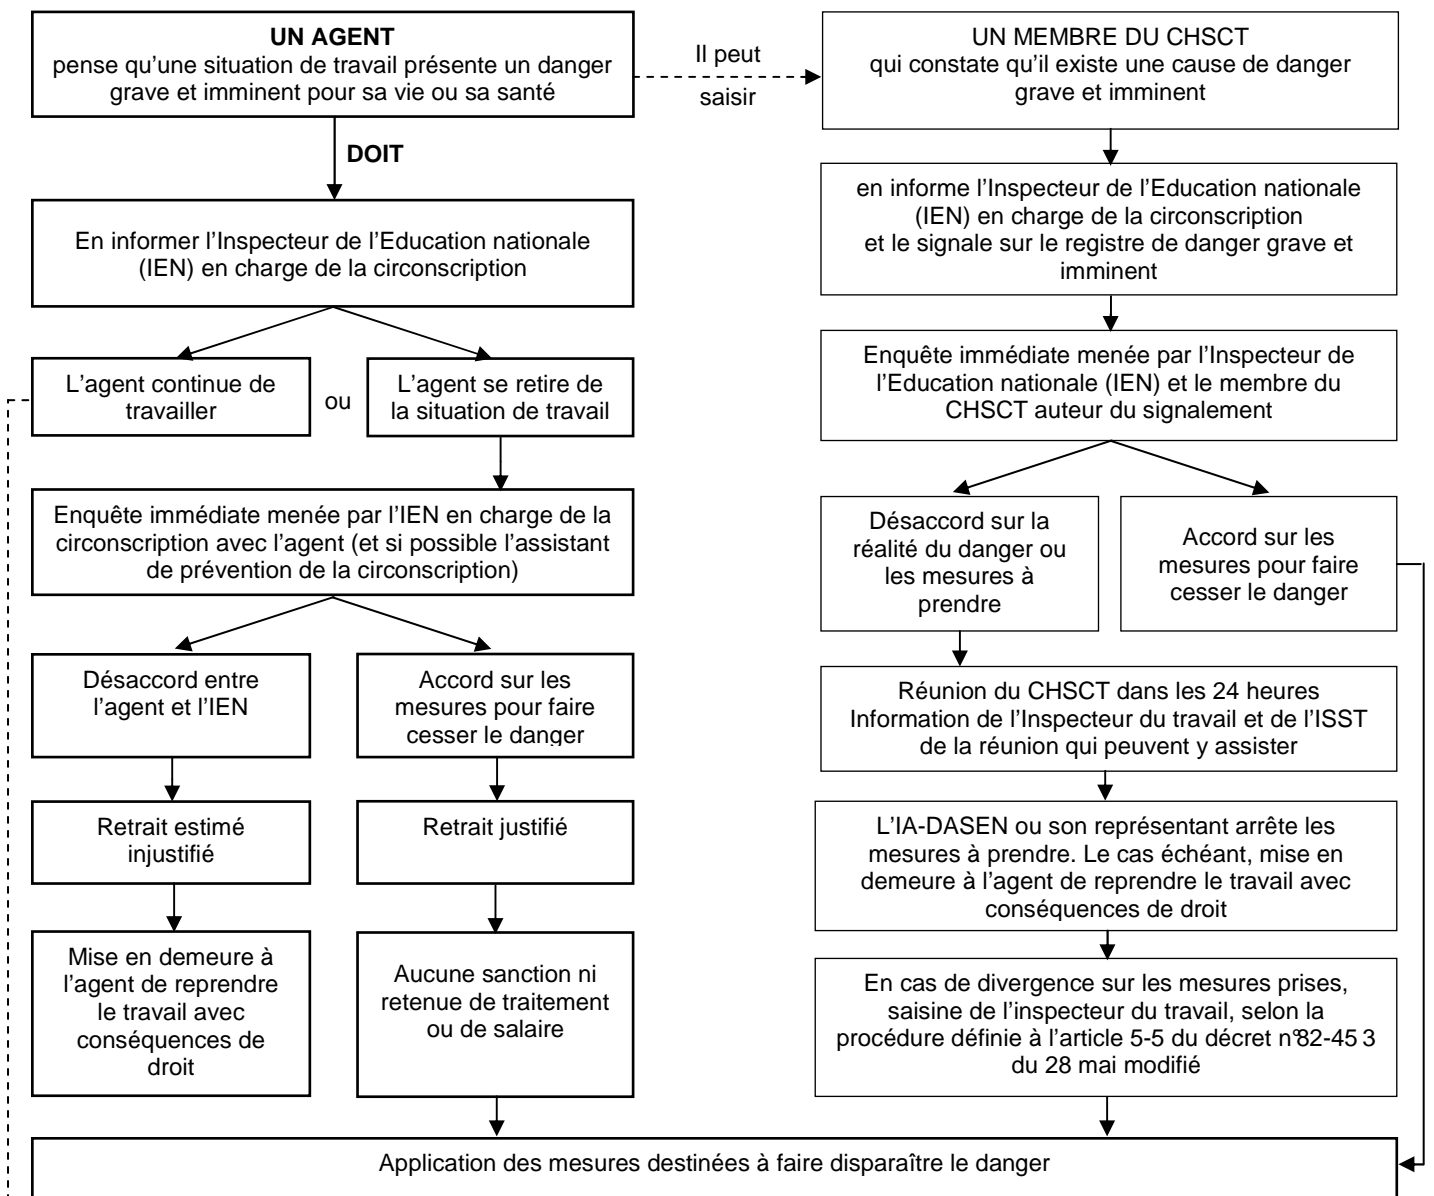 UN AGENT
pense qu’une situation de travail présente un danger
grave et imminent pour sa vie ou sa santé
Il peut
saisir
UN MEMBRE DU CHSCT
qui constate qu’il existe une cause de danger
grave et imminent
DOIT
En informer l’Inspecteur de l’Education nationale
(IEN) en charge de la circonscription
L’agent continue de
travailler
ou
L’agent se retire de
la situation de travail
Enquête immédiate menée par l’IEN en charge de la
circonscription avec l’agent (et si possible l’assistant
de prévention de la circonscription)
Désaccord entre
l’agent et l’IEN
Accord sur les
mesures pour faire
cesser le danger
Retrait estimé
injustifié
Retrait justifié
Mise en demeure à
l’agent de reprendre
le travail avec
conséquences de
droit
Aucune sanction ni
retenue de traitement
ou de salaire
en informe l’Inspecteur de l’Education nationale
(IEN) en charge de la circonscription
et le signale sur le registre de danger grave et
imminent
Enquête immédiate menée par l’Inspecteur de
l’Education nationale (IEN) et le membre du
CHSCT auteur du signalement
Désaccord sur la
réalité du danger ou
les mesures à
prendre
Accord sur les
mesures pour faire
cesser le danger
Réunion du CHSCT dans les 24 heures
Information de l’Inspecteur du travail et de l’ISST
de la réunion qui peuvent y assister
L’IA-DASEN ou son représentant arrête les
mesures à prendre. Le cas échéant, mise en
demeure à l’agent de reprendre le travail avec
conséquences de droit
En cas de divergence sur les mesures prises,
saisine de l’inspecteur du travail, selon la
procédure définie à l’article 5-5 du décret n°82-45 3
du 28 mai modifié
Application des mesures destinées à faire disparaître le danger